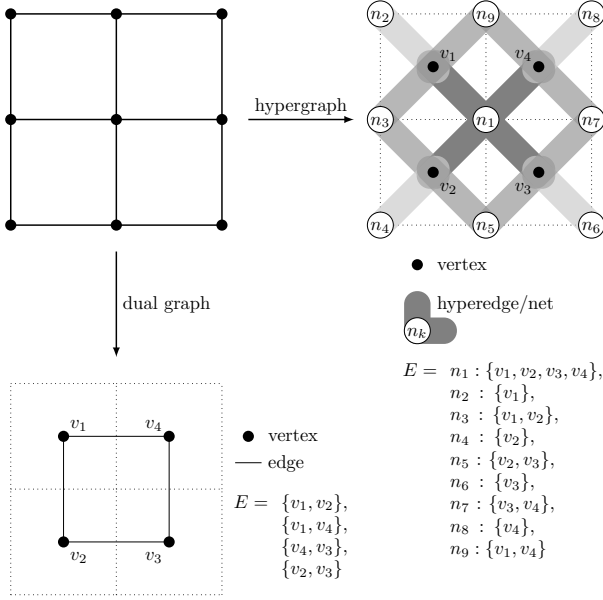 n₂ n₉ n₈
v₁ v₄
hypergraph
n₃ n₁ n₇
v₂ v₃
n₄ n₅ n₆
vertex
dual graph
hyperedge/net
nₖ
E = n₁ : {v₁, v₂, v₃, v₄},
n₂ : {v₁},
n₃ : {v₁, v₂},
n₄ : {v₂},
n₅ : {v₂, v₃},
n₆ : {v₃},
n₇ : {v₃, v₄},
n₈ : {v₄},
n₉ : {v₁, v₄}
v₁ v₄
v₂ v₃
vertex
edge
E = {v₁, v₂},
{v₁, v₄},
{v₄, v₃},
{v₂, v₃}